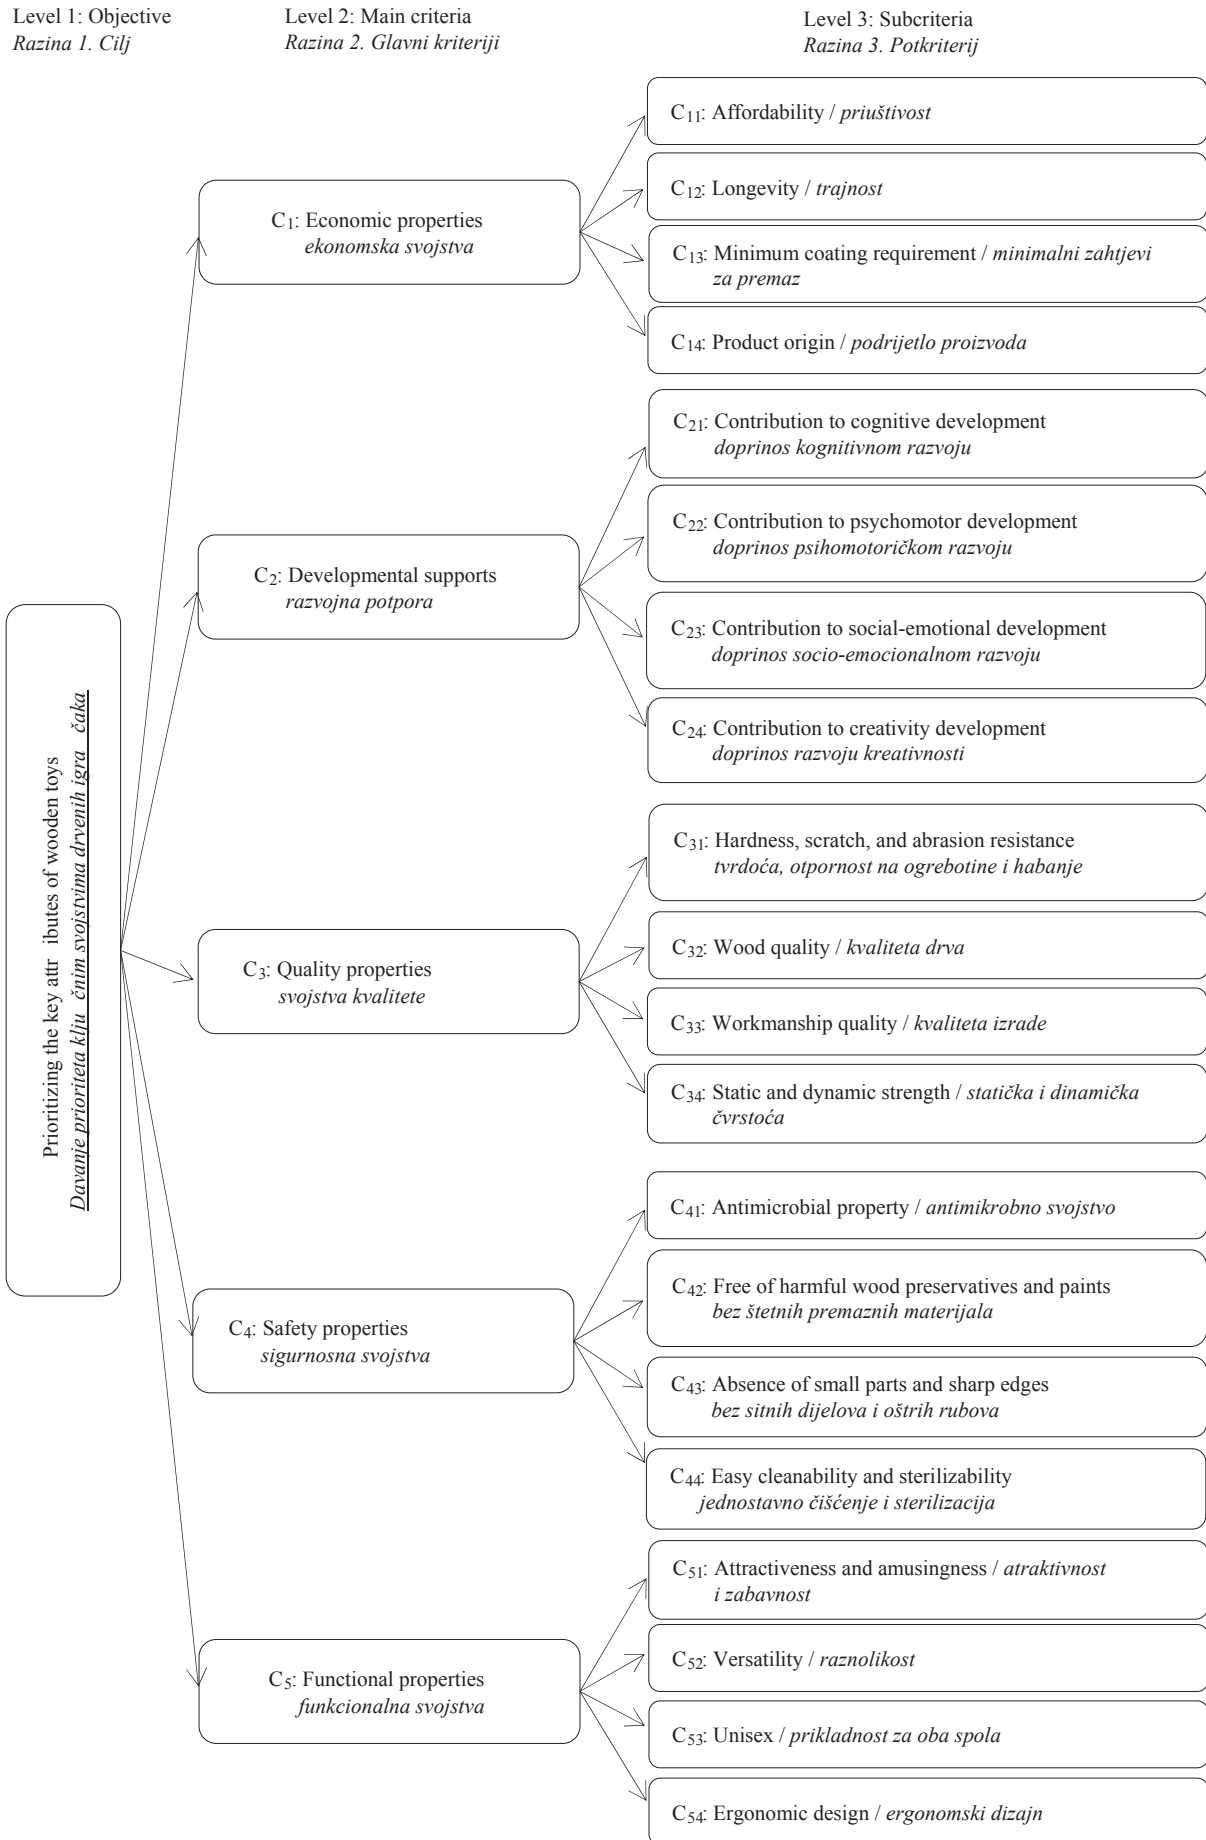 Level 1: Objective
Razina 1. Cilj
Level 2: Main criteria
Razina 2. Glavni kriteriji
Level 3: Subcriteria
Razina 3. Potkriterij
Prioritizing the key attr ibutes of wooden toys
Davanje prioriteta klju čnim svojstvima drvenih igra čaka
C1: Economic properties
ekonomska svojstva
C11: Affordability / priuštivost
C12: Longevity / trajnost
C13: Minimum coating requirement / minimalni zahtjevi
za premaz
C14: Product origin / podrijetlo proizvoda
C2: Developmental supports
razvojna potpora
C21: Contribution to cognitive development
doprinos kognitivnom razvoju
C22: Contribution to psychomotor development
doprinos psihomotoričkom razvoju
C23: Contribution to social-emotional development
doprinos socio-emocionalnom razvoju
C24: Contribution to creativity development
doprinos razvoju kreativnosti
C3: Quality properties
svojstva kvalitete
C31: Hardness, scratch, and abrasion resistance
tvrdoća, otpornost na ogrebotine i habanje
C32: Wood quality / kvaliteta drva
C33: Workmanship quality / kvaliteta izrade
C34: Static and dynamic strength / statička i dinamička
čvrstoća
C4: Safety properties
sigurnosna svojstva
C41: Antimicrobial property / antimikrobno svojstvo
C42: Free of harmful wood preservatives and paints
bez štetnih premaznih materijala
C43: Absence of small parts and sharp edges
bez sitnih dijelova i oštrih rubova
C44: Easy cleanability and sterilizability
jednostavno čišćenje i sterilizacija
C5: Functional properties
funkcionalna svojstva
C51: Attractiveness and amusingness / atraktivnost
i zabavnost
C52: Versatility / raznolikost
C53: Unisex / prikladnost za oba spola
C54: Ergonomic design / ergonomski dizajn